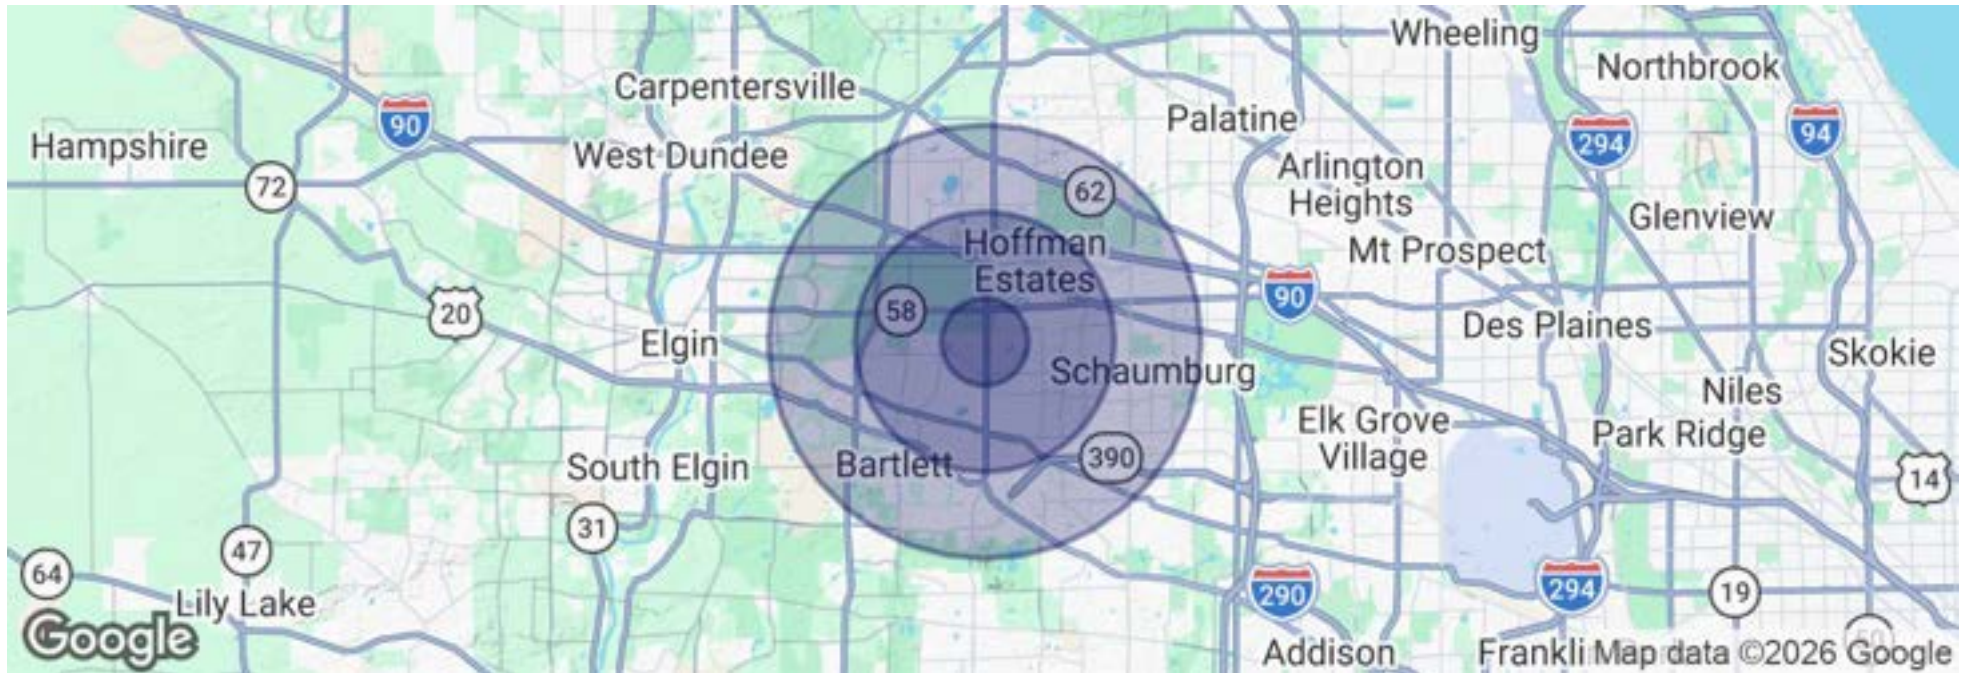 Wheeling
Northbrook
Carpentersville
90
Palatine
294
94
Hampshire
West Dundee
72
62
Arlington
Heights
Glenview
Hoffman
Estates
Mt Prospect
90
58
20
Des Plaines
Elgin
Skokie
Schaumburg
Niles
Elk Grove
Village
Park Ridge
South Elgin
Bartlett
390
14
31
47
64
290
294
19
Lily Lake
Google
Addison
Frankli
Map data ©2026 Google